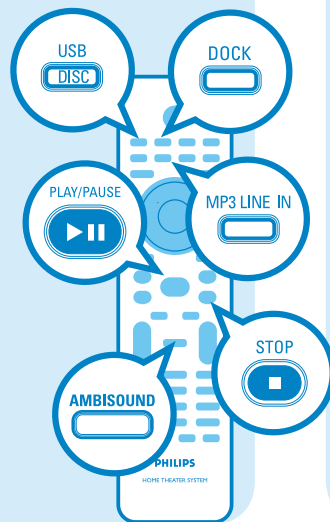 USB
DISC
DOCK
PLAY/PAUSE
MP3 LINE IN
STOP
AMBISOUND
PHILIPS
HOME THEATER SYSTEM